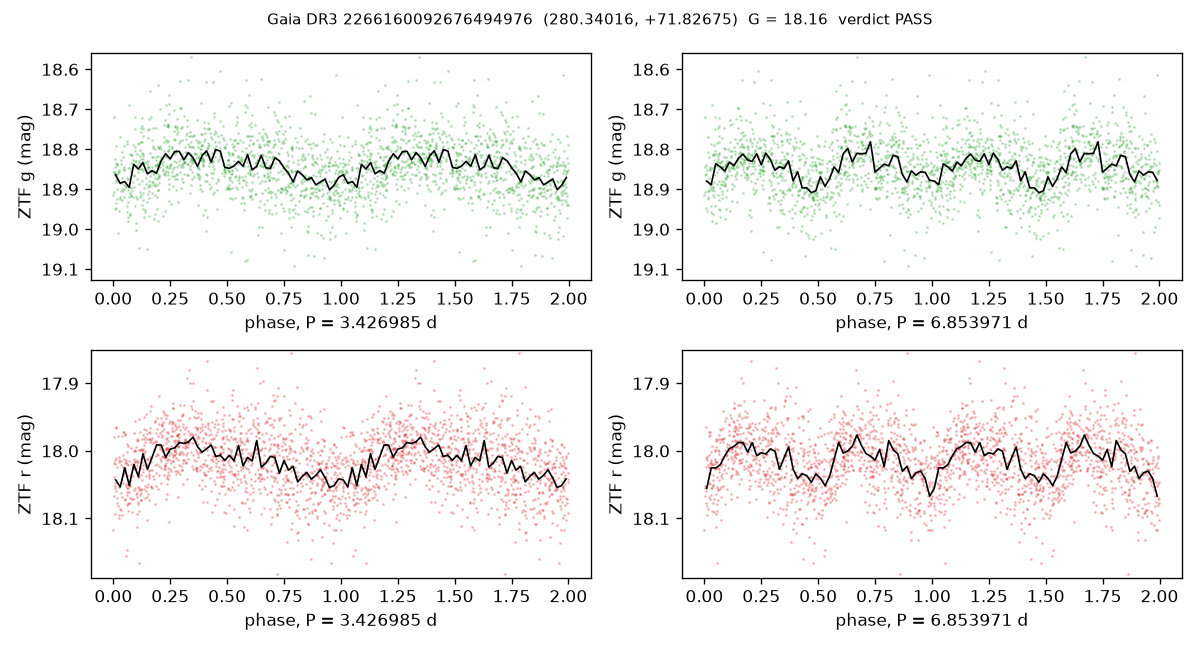 Gaia DR3 2266160092676494976  (280.34016, +71.82675)  G = 18.16  verdict PASS
ZTF g (mag)
18.6
18.7
18.8
18.9
19.0
19.1
0.00 0.25 0.50 0.75 1.00 1.25 1.50 1.75 2.00
phase, P = 3.426985 d
ZTF g (mag)
18.6
18.7
18.8
18.9
19.0
19.1
0.00 0.25 0.50 0.75 1.00 1.25 1.50 1.75 2.00
phase, P = 6.853971 d
ZTF r (mag)
17.9
18.0
18.1
0.00 0.25 0.50 0.75 1.00 1.25 1.50 1.75 2.00
phase, P = 3.426985 d
ZTF r (mag)
17.9
18.0
18.1
0.00 0.25 0.50 0.75 1.00 1.25 1.50 1.75 2.00
phase, P = 6.853971 d